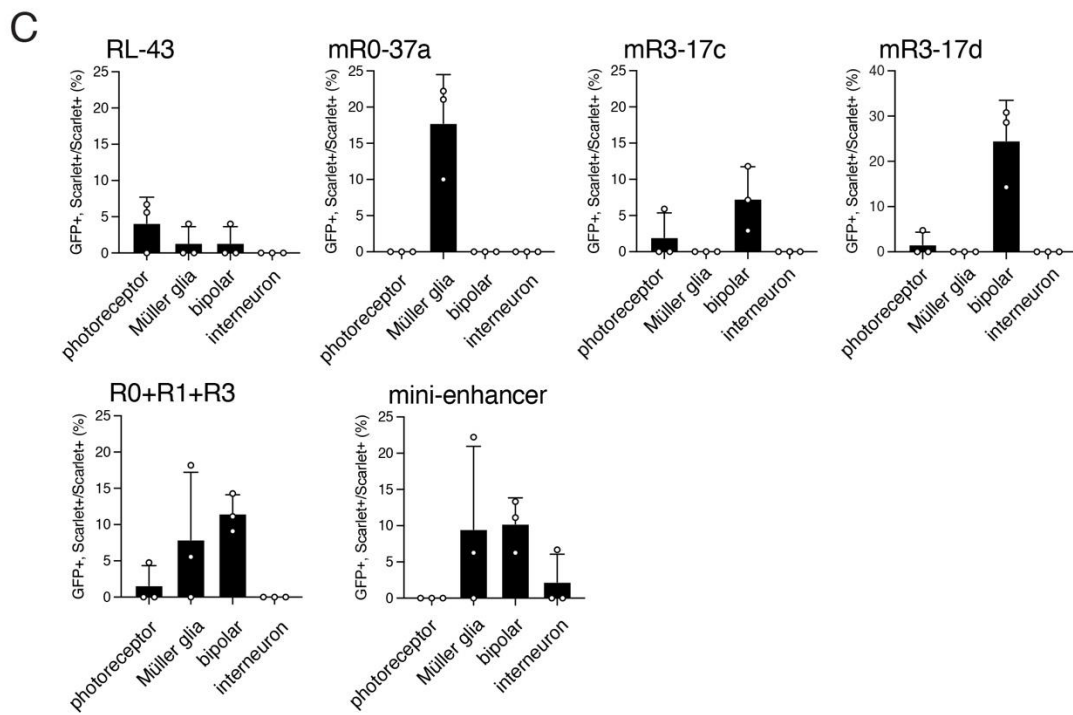 C
RL-43
GFP+, Scarlet+/Scarlet+ (%)
25
20
15
10
5
0
photoreceptor
Müller glia
bipolar
interneuron
mR0-37a
GFP+, Scarlet+/Scarlet+ (%)
25
20
15
10
5
0
photoreceptor
Müller glia
bipolar
interneuron
mR3-17c
GFP+, Scarlet+/Scarlet+ (%)
25
20
15
10
5
0
photoreceptor
Müller glia
bipolar
interneuron
mR3-17d
GFP+, Scarlet+/Scarlet+ (%)
40
30
20
10
0
photoreceptor
Müller glia
bipolar
interneuron
R0+R1+R3
GFP+, Scarlet+/Scarlet+ (%)
25
20
15
10
5
0
photoreceptor
Müller glia
bipolar
interneuron
mini-enhancer
GFP+, Scarlet+/Scarlet+ (%)
25
20
15
10
5
0
photoreceptor
Müller glia
bipolar
interneuron